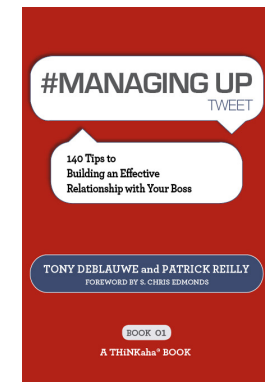 #MANAGING UP
TWEET
140 Tips to
Building an Effective
Relationship with Your Boss
TONY DEBLAUWE and PATRICK REILLY
FOREWORD BY S. CHRIS EDMONDS
BOOK 01
A THiNKaha® BOOK